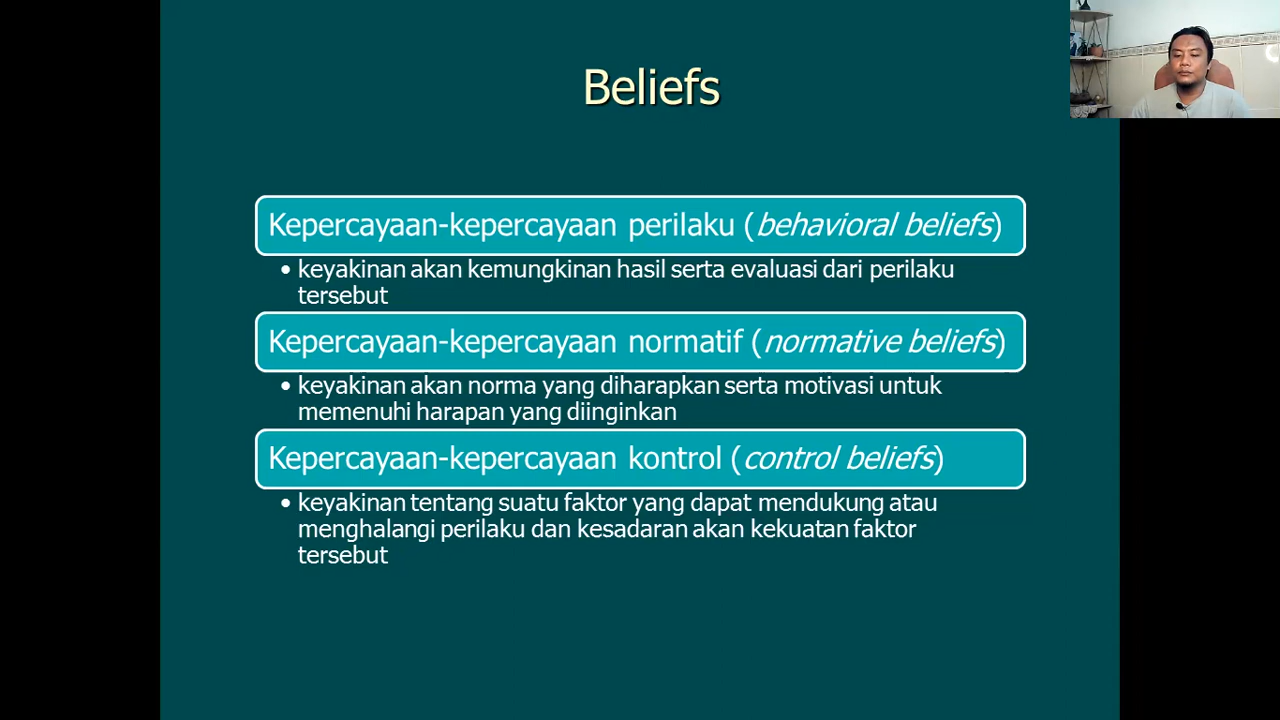 Beliefs
Kepercayaan-kepercayaan perilaku (behavioral beliefs)
• keyakinan akan kemungkinan hasil serta evaluasi dari perilaku
tersebut
Kepercayaan-kepercayaan normatif (normative beliefs)
• keyakinan akan norma yang diharapkan serta motivasi untuk
memenuhi harapan yang diinginkan
Kepercayaan-kepercayaan kontrol (control beliefs)
• keyakinan tentang suatu faktor yang dapat mendukung atau
menghalangi perilaku dan kesadaran akan kekuatan faktor
tersebut